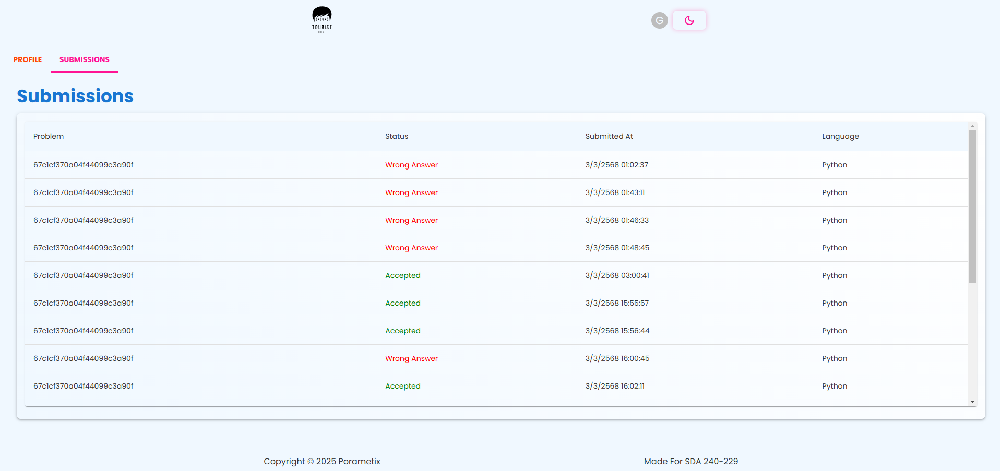 TOURIST
CODE
G
PROFILE SUBMISSIONS
Submissions
Problem Status Submitted At Language
67c1cf370a04f44099c3a90f Wrong Answer 3/3/2568 01:02:37 Python
67c1cf370a04f44099c3a90f Wrong Answer 3/3/2568 01:43:11 Python
67c1cf370a04f44099c3a90f Wrong Answer 3/3/2568 01:46:33 Python
67c1cf370a04f44099c3a90f Wrong Answer 3/3/2568 01:48:45 Python
67c1cf370a04f44099c3a90f Accepted 3/3/2568 03:00:41 Python
67c1cf370a04f44099c3a90f Accepted 3/3/2568 15:55:57 Python
67c1cf370a04f44099c3a90f Accepted 3/3/2568 15:56:44 Python
67c1cf370a04f44099c3a90f Wrong Answer 3/3/2568 16:00:45 Python
67c1cf370a04f44099c3a90f Accepted 3/3/2568 16:02:11 Python
Copyright © 2025 Porametix Made For SDA 240-229